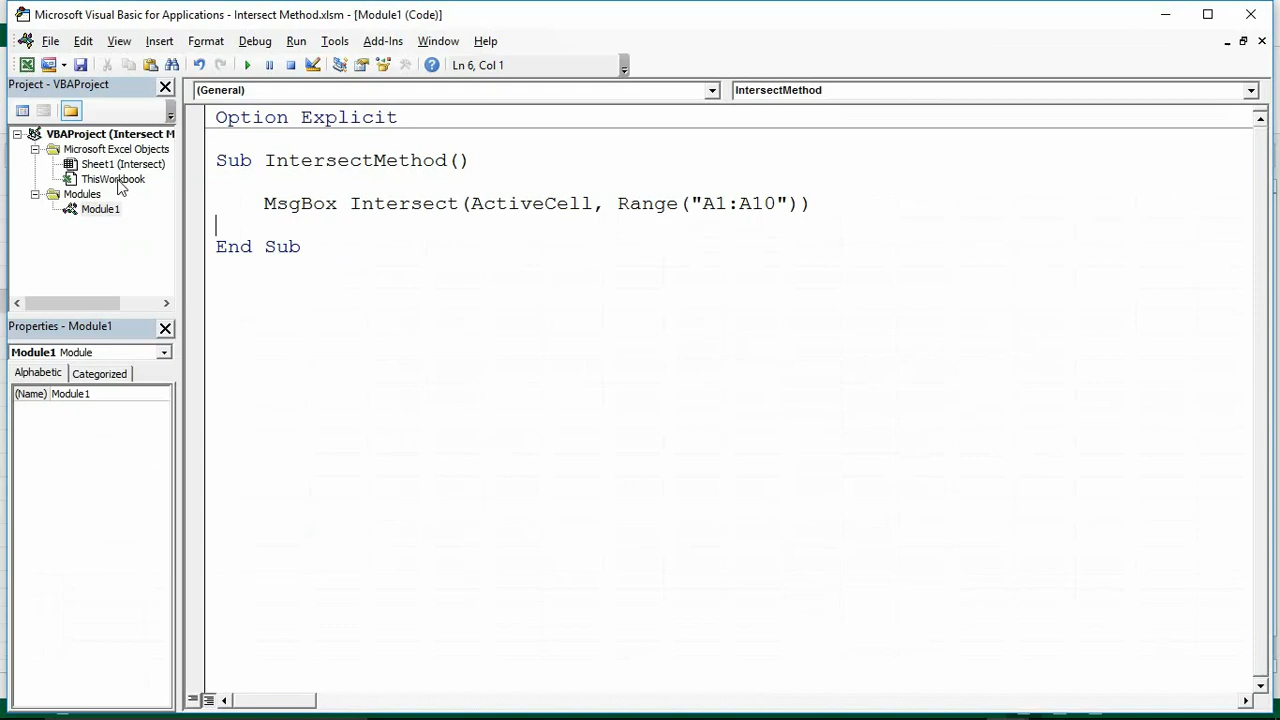 Microsoft Visual Basic for Applications - Intersect Method.xlsm - [Module1 (Code)]
File Edit View Insert Format Debug Run Tools Add-Ins Window Help
Ln 6, Col 1
Project - VBAProject
(General)
IntersectMethod
VBAProject (Intersect M
Microsoft Excel Objects
Sheet1 (Intersect)
ThisWorkbook
Modules
Module1
Option Explicit
Sub IntersectMethod()
MsgBox Intersect(ActiveCell, Range("A1:A10"))
End Sub
Properties - Module1
Module1 Module
Alphabetic Categorized
(Name) Module1